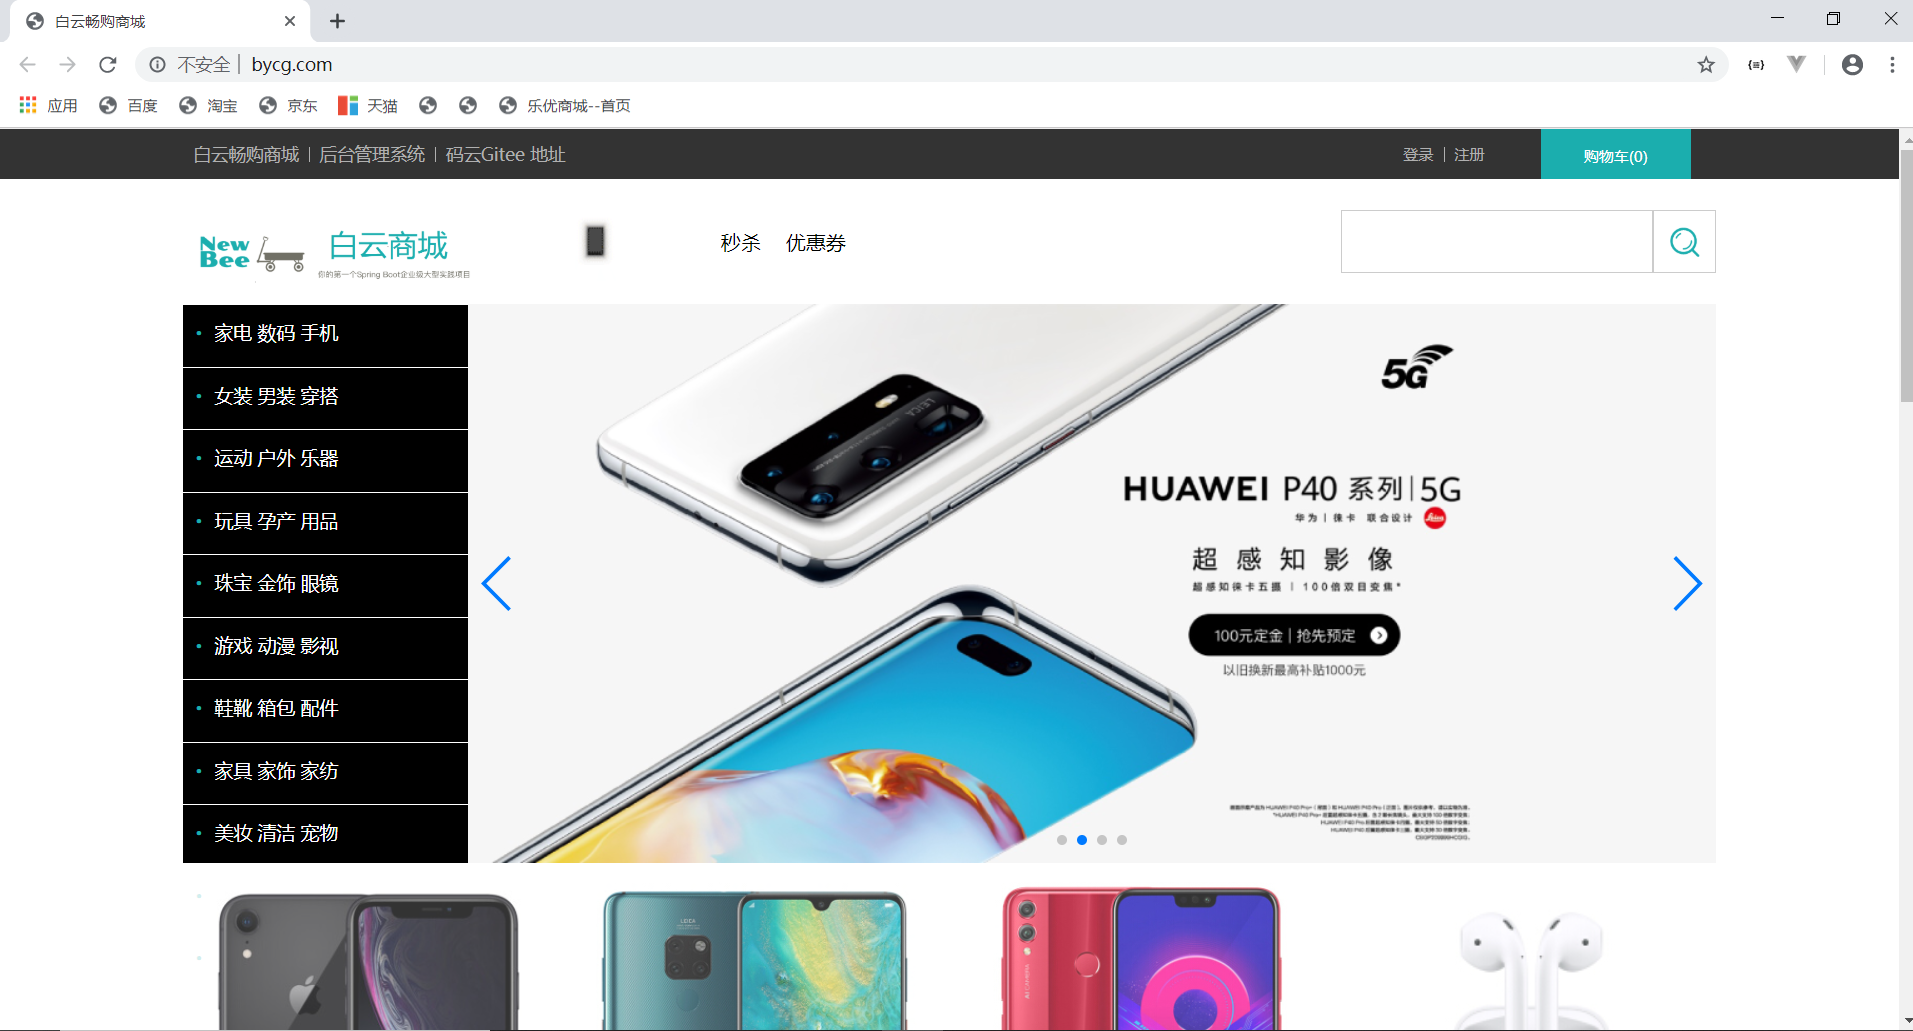 白云畅购商城
不安全 | bycg.com
应用 百度 淘宝 京东 天猫 乐优商城--首页
白云畅购商城 | 后台管理系统 | 码云Gitee 地址
登录 | 注册
购物车(0)
New Bee
白云商城
你的第一个Spring Boot企业级大型实践项目
秒杀 优惠券
家电 数码 手机
女装 男装 穿搭
运动 户外 乐器
玩具 孕产 用品
珠宝 金饰 眼镜
游戏 动漫 影视
鞋靴 箱包 配件
家具 家饰 家纺
美妆 清洁 宠物
5G
LEICA
HUAWEI P40 系列 | 5G
华为 | 徕卡 联合设计
Leica
超感知影像
超感知徕卡五摄 | 100倍双目变焦*
100元定金 | 抢先预定
以旧换新最高补贴1000元
LEICA